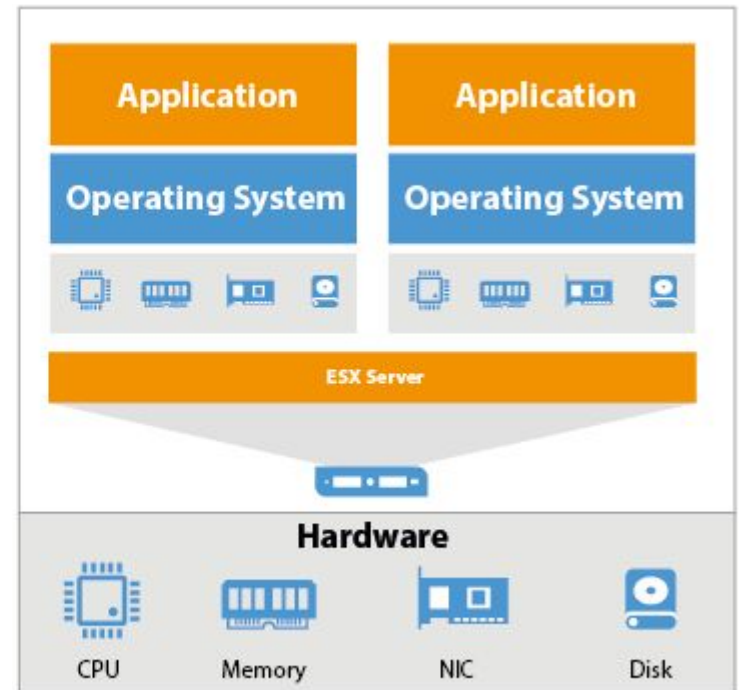 Application
Application
Operating System
Operating System
ESX Server
Hardware
CPU
Memory
NIC
Disk